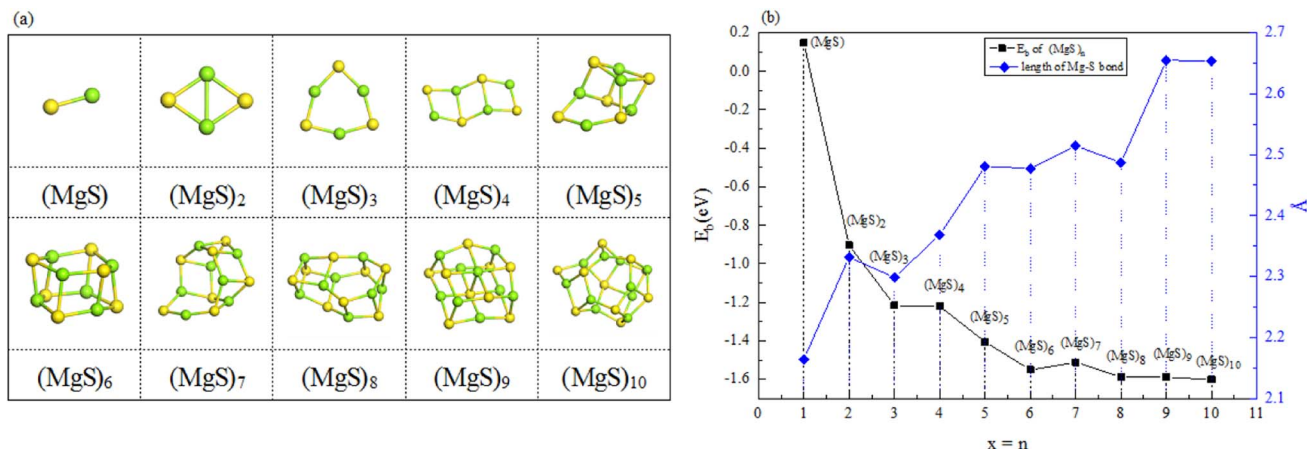 (a)
(MgS) (MgS)2 (MgS)3 (MgS)4 (MgS)5
(MgS)6 (MgS)7 (MgS)8 (MgS)9 (MgS)10
(b)
Eb of (MgS)n
length of Mg-S bond
0.2
0.0
-0.2
-0.4
-0.6
-0.8
-1.0
-1.2
-1.4
-1.6
Eb(eV)
(MgS)
(MgS)2
(MgS)3
(MgS)4
(MgS)5
(MgS)6
(MgS)7
(MgS)8
(MgS)9
(MgS)10
2.7
2.6
2.5
2.4
2.3
2.2
2.1
Å
0 1 2 3 4 5 6 7 8 9 10 11
x = n